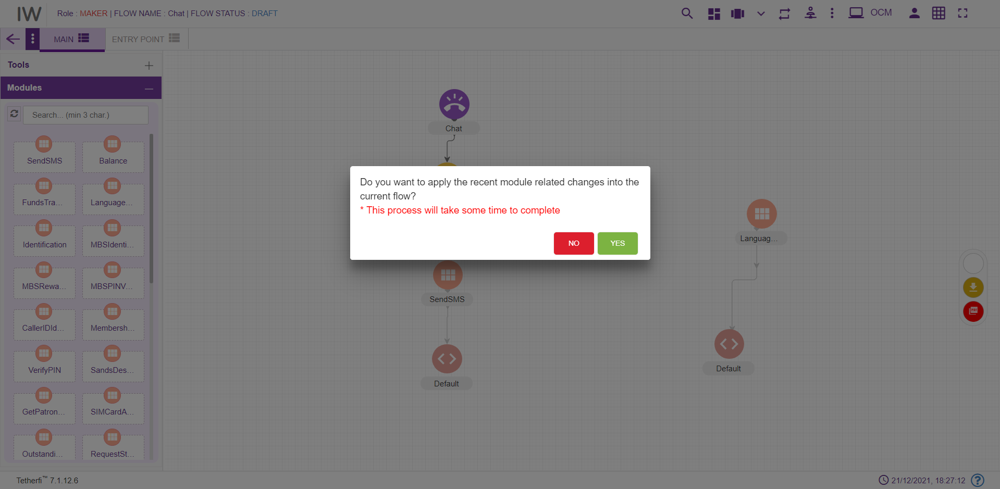 IW
Role : MAKER | FLOW NAME : Chat | FLOW STATUS : DRAFT
OCM
MAIN
ENTRY POINT
Tools
Modules
Search... (min 3 char.)
SendSMS
Balance
FundsTra...
Language...
Identification
MBSIdenti...
MBSRewa...
MBSPINV...
CallerIDId...
Membersh...
VerifyPIN
SandsDes...
GetPatron...
SIMCardA...
Outstandi...
RequestSt...
Chat
Do you want to apply the recent module related changes into the
current flow?
* This process will take some time to complete
NO
YES
SendSMS
Default
Languag...
Default
PDF
Tetherfi™ 7.1.12.6
21/12/2021, 18:27:12
?